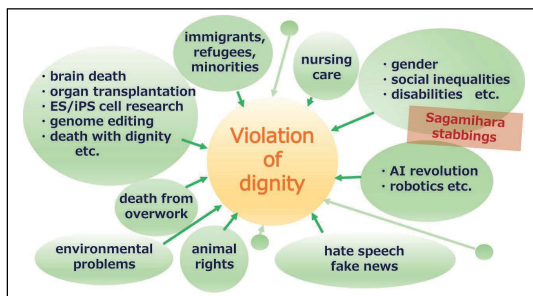 immigrants,
refugees,
minorities
nursing
care
・gender
・social inequalities
・disabilities etc.
Sagamihara
stabbings
・brain death
・organ transplantation
・ES/iPS cell research
・genome editing
・death with dignity
etc.
Violation
of
dignity
・AI revolution
・robotics etc.
death from
overwork
environmental
problems
animal
rights
hate speech
fake news